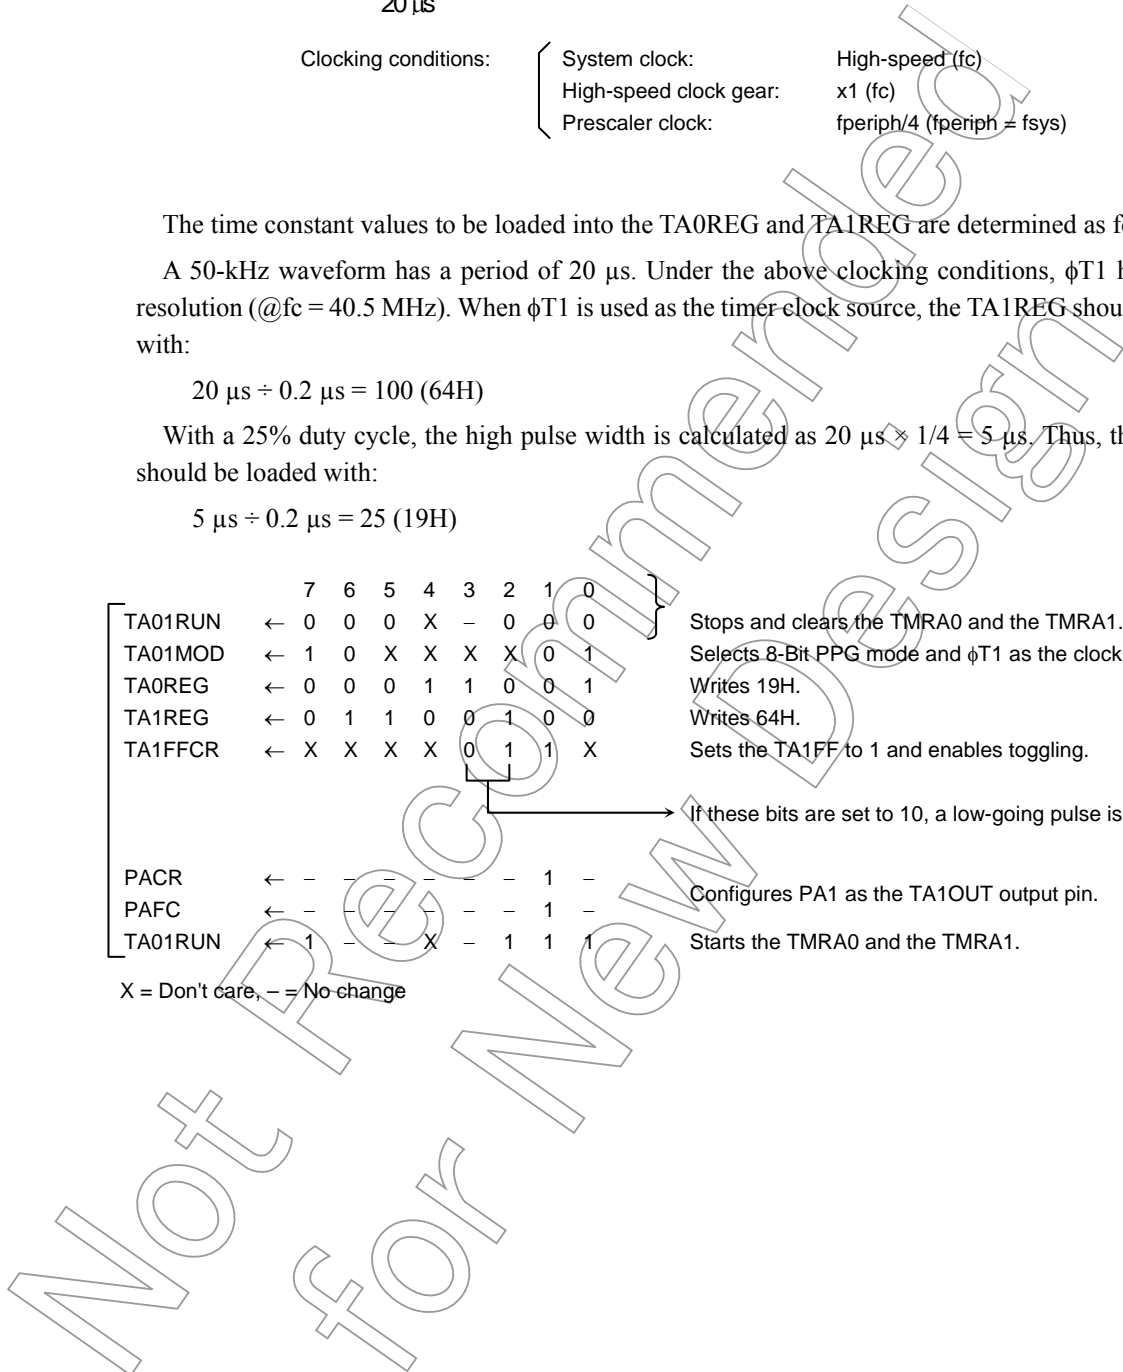 20 µs
Clocking conditions: System clock: High-speed (fc)
High-speed clock gear: x1 (fc)
Prescaler clock: fperiph/4 (fperiph = fsys)
The time constant values to be loaded into the TA0REG and TA1REG are determined as f
A 50-kHz waveform has a period of 20 µs. Under the above clocking conditions, ϕT1 h
resolution (@fc = 40.5 MHz). When ϕT1 is used as the timer clock source, the TA1REG shou
with:
20 µs ÷ 0.2 µs = 100 (64H)
With a 25% duty cycle, the high pulse width is calculated as 20 µs × 1/4 = 5 µs. Thus, th
should be loaded with:
5 µs ÷ 0.2 µs = 25 (19H)
7 6 5 4 3 2 1 0
TA01RUN ← 0 0 0 X – 0 0 0 Stops and clears the TMRA0 and the TMRA1.
TA01MOD ← 1 0 X X X X 0 1 Selects 8-Bit PPG mode and ϕT1 as the clock
TA0REG ← 0 0 0 1 1 0 0 1 Writes 19H.
TA1REG ← 0 1 1 0 0 1 0 0 Writes 64H.
TA1FFCR ← X X X X 0 1 1 X Sets the TA1FF to 1 and enables toggling.
If these bits are set to 10, a low-going pulse is
PACR ← – – – – – – 1 –
PAFC ← – – – – – – 1 –
Configures PA1 as the TA1OUT output pin.
TA01RUN ← 1 – – X – 1 1 1 Starts the TMRA0 and the TMRA1.
X = Don't care, – = No change
Not Recommended
for New Design